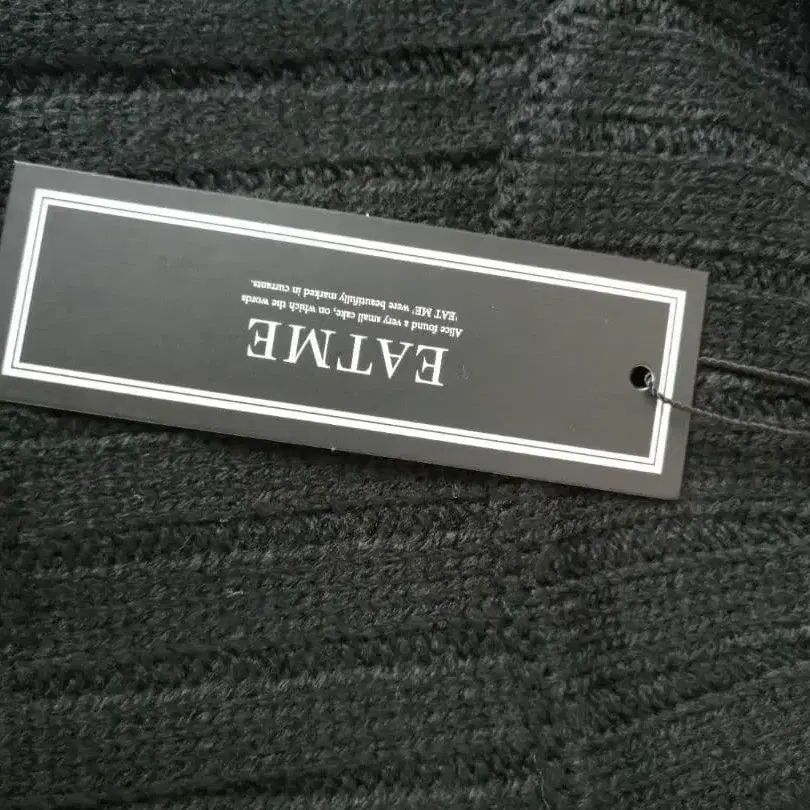 EATME
Alice found a very small cake, on which the words
'EAT ME' were beautifully marked in currants.